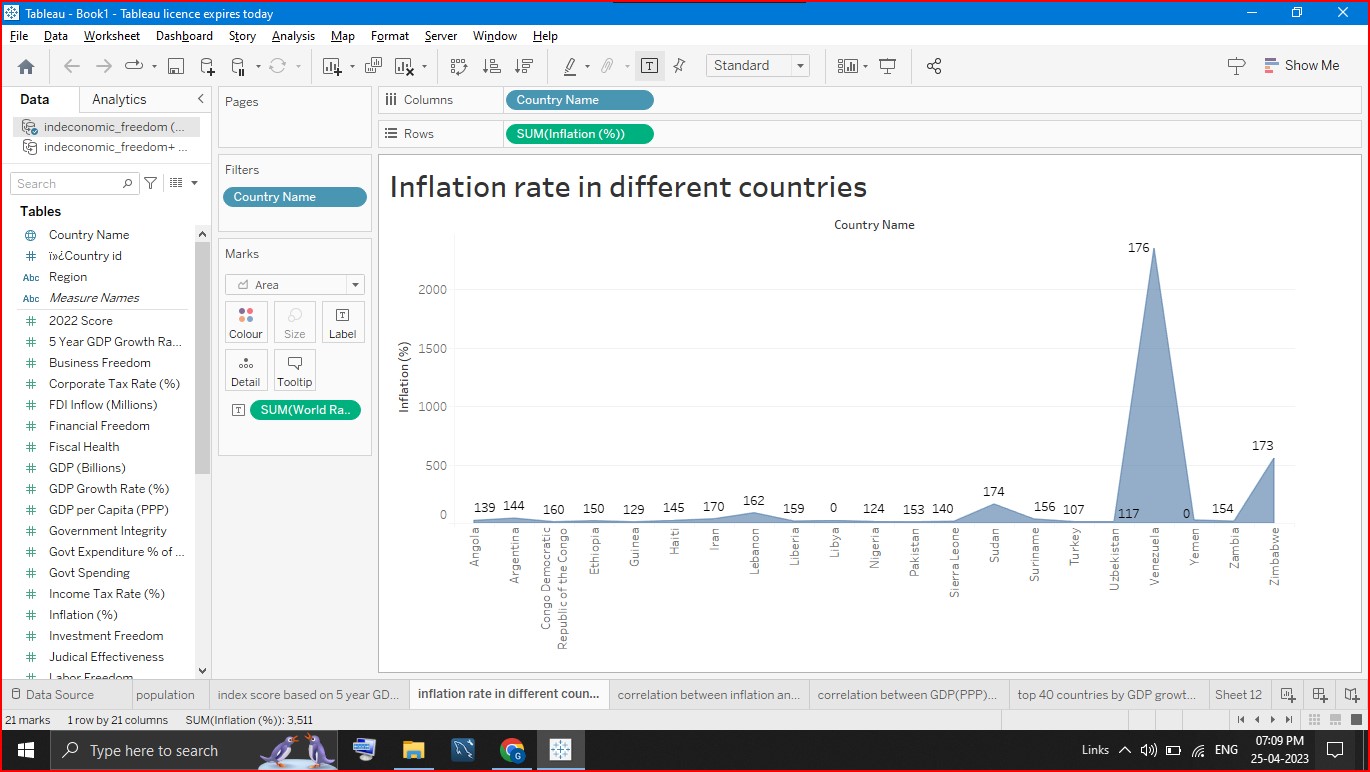 Tableau - Book1 - Tableau licence expires today
File Data Worksheet Dashboard Story Analysis Map Format Server Window Help
Standard
Show Me
Data Analytics
indeconomic_freedom (...
indeconomic_freedom+ ...
Search
Tables
Country Name
ï»¿Country id
Abc Region
Abc Measure Names
2022 Score
5 Year GDP Growth Ra...
Business Freedom
Corporate Tax Rate (%)
FDI Inflow (Millions)
Financial Freedom
Fiscal Health
GDP (Billions)
GDP Growth Rate (%)
GDP per Capita (PPP)
Government Integrity
Govt Expenditure % of ...
Govt Spending
Income Tax Rate (%)
Inflation (%)
Investment Freedom
Judical Effectiveness
Labor Freedom
Pages
Filters
Country Name
Marks
Area
Colour Size Label
Detail Tooltip
SUM(World Ra..
Columns Country Name
Rows SUM(Inflation (%))
Inflation rate in different countries
Country Name
Inflation (%)
2000
1500
1000
500
0
139 144 160 150 129 145 170 162 159 0 124 153 140 174 156 107 117 176 0 154 173
Angola
Argentina
Congo Democratic
Republic of the Congo
Ethiopia
Guinea
Haiti
Iran
Lebanon
Liberia
Libya
Nigeria
Pakistan
Sierra Leone
Sudan
Suriname
Turkey
Uzbekistan
Venezuela
Yemen
Zambia
Zimbabwe
Data Source population index score based on 5 year GD... inflation rate in different coun... correlation between inflation an... correlation between GDP(PPP)... top 40 countries by GDP growt... Sheet 12
21 marks 1 row by 21 columns SUM(Inflation (%)): 3,511
Type here to search
Links ENG 07:09 PM
25-04-2023